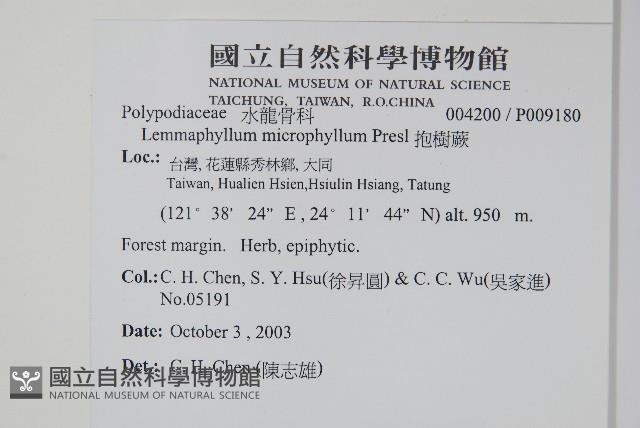 國立自然科學博物館
NATIONAL MUSEUM OF NATURAL SCIENCE
TAICHUNG, TAIWAN, R.O.CHINA
Polypodiaceae 水龍骨科 004200 / P009180
Lemmaphyllum microphyllum Presl 抱樹蕨
Loc.: 台灣, 花蓮縣秀林鄉, 大同
Taiwan, Hualien Hsien,Hsiulin Hsiang, Tatung
(121° 38' 24" E , 24° 11' 44" N) alt. 950 m.
Forest margin. Herb, epiphytic.
Col.: C. H. Chen, S. Y. Hsu(徐昇圓) & C. C. Wu(吳家進)
No.05191
Date: October 3 , 2003
Det.: C. H. Chen (陳志雄)
國立自然科學博物館
NATIONAL MUSEUM OF NATURAL SCIENCE